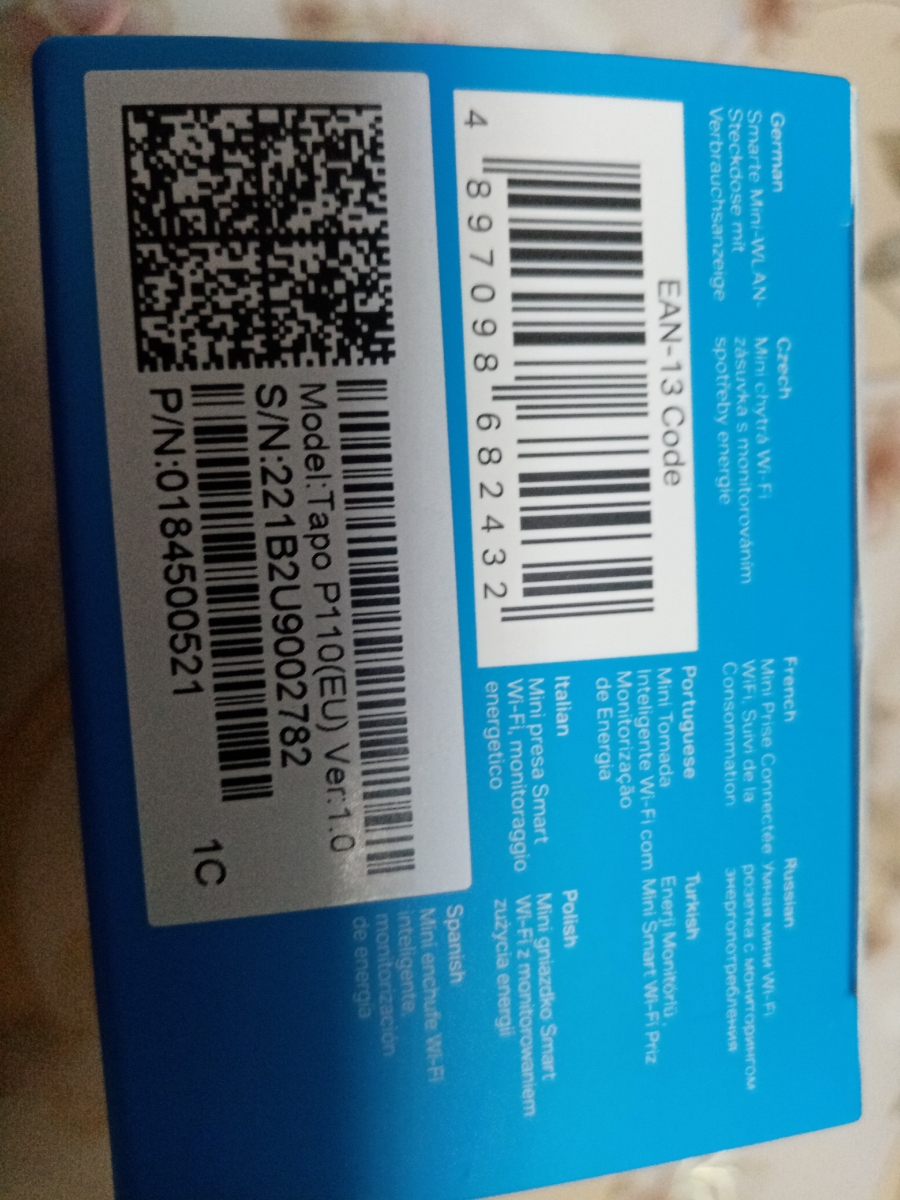 German
Smarte Mini-WLAN-
Steckdose mit
Verbrauchsanzeige
Czech
Mini chytrá Wi-Fi
zásuvka s monitorováním
spotřeby energie
French
Mini Prise Connectée
WiFi, Suivi de la
Consommation
Russian
Умная мини Wi-Fi
розетка с мониторингом
энергопотребления
EAN-13 Code
4 897098 682432
Portuguese
Mini Tomada
Inteligente Wi-Fi com
Monitorização
de Energia
Turkish
Enerji Monitörlü,
Mini Smart Wi-Fi Priz
Italian
Mini presa Smart
Wi-Fi, monitoraggio
energetico
Polish
Mini gniazdko Smart
Wi-Fi z monitorowaniem
zużycia energii
Spanish
Mini enchufe Wi-Fi
inteligente,
monitorización
de energía
Model:Tapo P110(EU) Ver:1.0
S/N:221B2U9002782
P/N:0184500521
1C